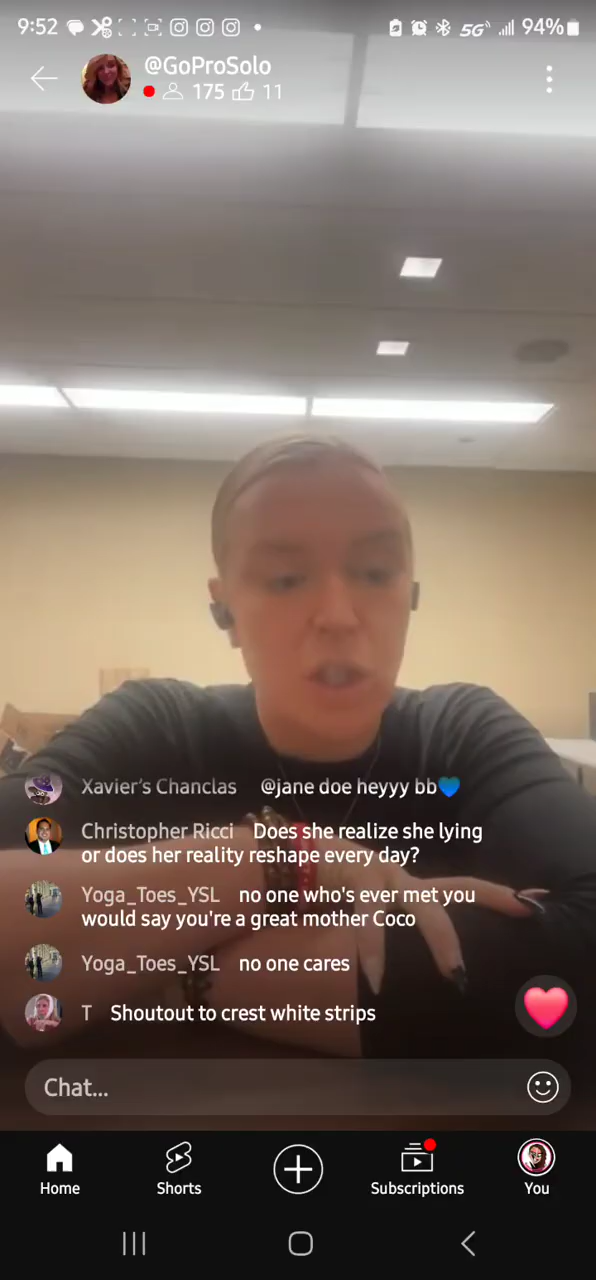 9:52 5G 94%
@GoProSolo
175 11
Xavier's Chanclas @jane doe heyyy bb💙
Christopher Ricci Does she realize she lying
or does her reality reshape every day?
Yoga_Toes_YSL no one who's ever met you
would say you're a great mother Coco
Yoga_Toes_YSL no one cares
T Shoutout to crest white strips
Chat...
Home Shorts Subscriptions You